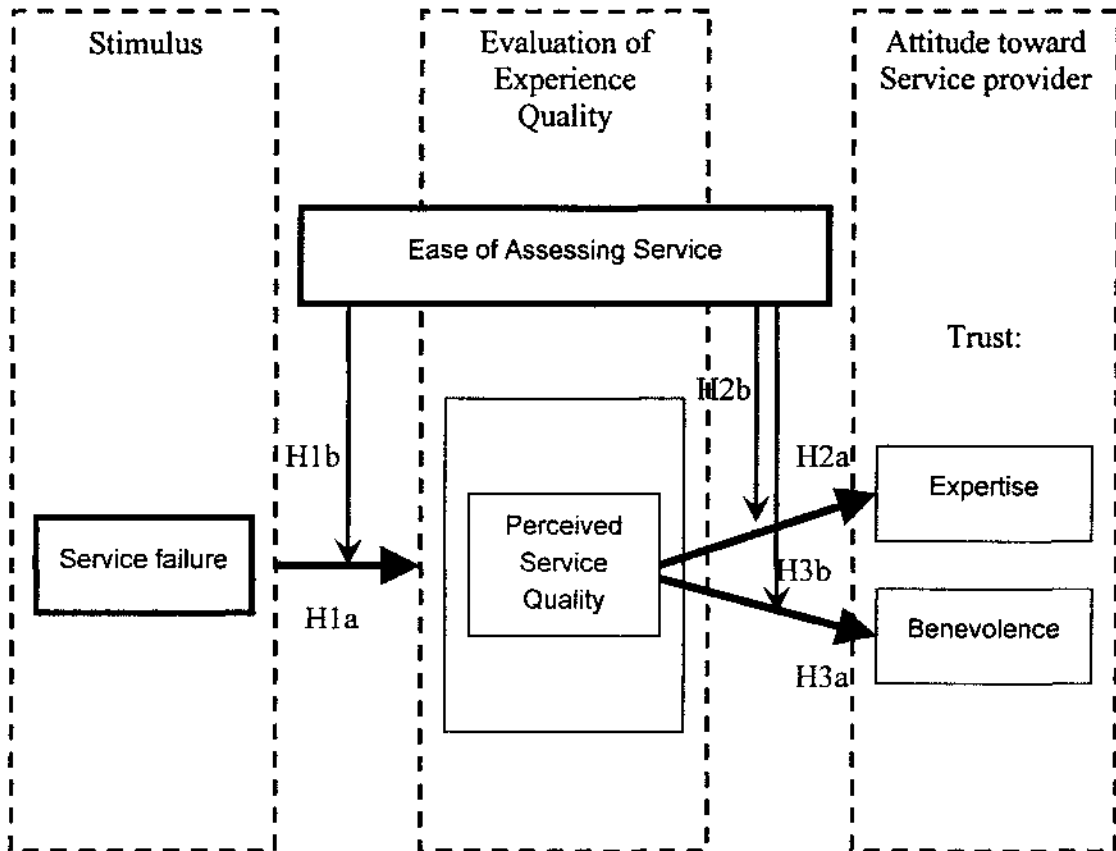 Stimulus
Evaluation of
Experience
Quality
Attitude toward
Service provider
Ease of Assessing Service
Trust:
H2b
H1b
H2a
Expertise
Service failure
Perceived
Service
Quality
H3b
H1a
Benevolence
H3a